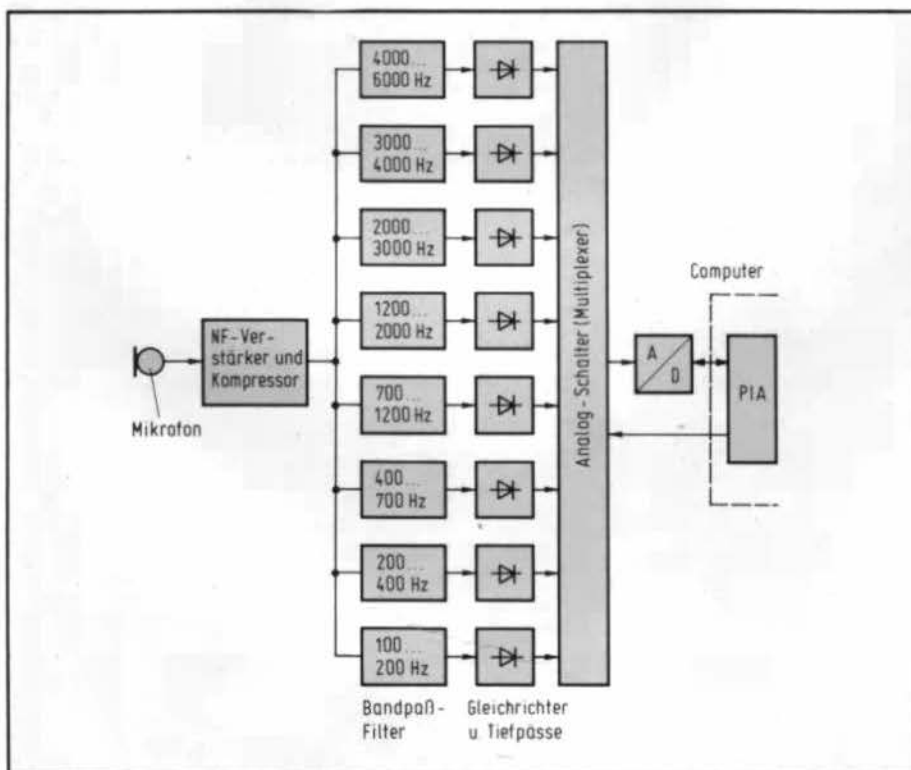 4000...
6000 Hz
3000...
4000 Hz
2000...
3000 Hz
1200...
2000 Hz
700...
1200 Hz
400...
700 Hz
200...
400 Hz
100...
200 Hz
Mikrofon
NF-Ver-
stärker und
Kompressor
Bandpaß-
Filter
Gleichrichter
u. Tiefpässe
Analog-Schalter (Multiplexer)
A
D
Computer
PIA